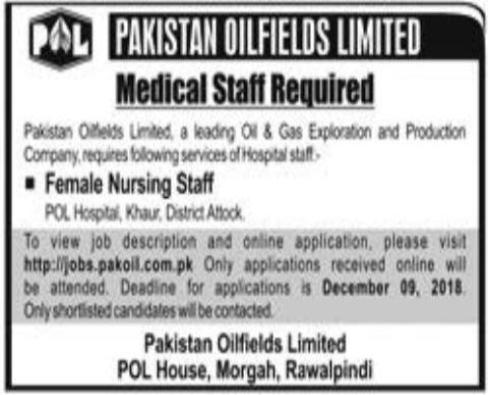 POL PAKISTAN OILFIELDS LIMITED
Medical Staff Required
Pakistan Oilfields Limited, a leading Oil & Gas Exploration and Production
Company, requires following services of Hospital staff:-
■ Female Nursing Staff
POL Hospital, Khaur, District Attock.
To view job description and online application, please visit
http://jobs.pakoil.com.pk Only applications received online will
be attended. Deadline for applications is December 09, 2018.
Only shortlisted candidates will be contacted.
Pakistan Oilfields Limited
POL House, Morgah, Rawalpindi